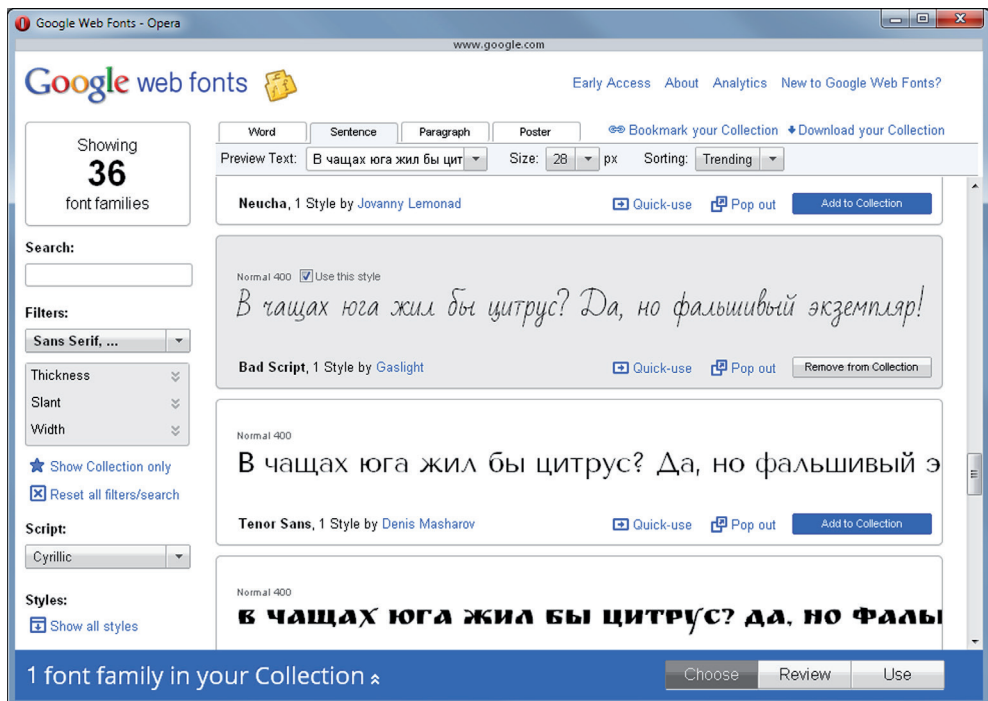 Google Web Fonts - Opera
www.google.com
Google web fonts
Early Access About Analytics New to Google Web Fonts?
Showing
36
font families
Word Sentence Paragraph Poster Bookmark your Collection Download your Collection
Preview Text: В чащах юга жил бы цит Size: 28 px Sorting: Trending
Neucha, 1 Style by Jovanny Lemonad Quick-use Pop out Add to Collection
Search:
Filters:
Sans Serif, ...
Thickness
Slant
Width
Show Collection only
Reset all filters/search
Script:
Cyrillic
Styles:
Show all styles
Normal 400 Use this style
В чащах юга жил бы цитрус? Да, но фальшивый экземпляр!
Bad Script, 1 Style by Gaslight Quick-use Pop out Remove from Collection
Normal 400
В чащах юга жил бы цитрус? Да, но фальшивый э
Tenor Sans, 1 Style by Denis Masharov Quick-use Pop out Add to Collection
Normal 400
в чащах юга жил бы цитрус? да, но фалы
1 font family in your Collection Choose Review Use